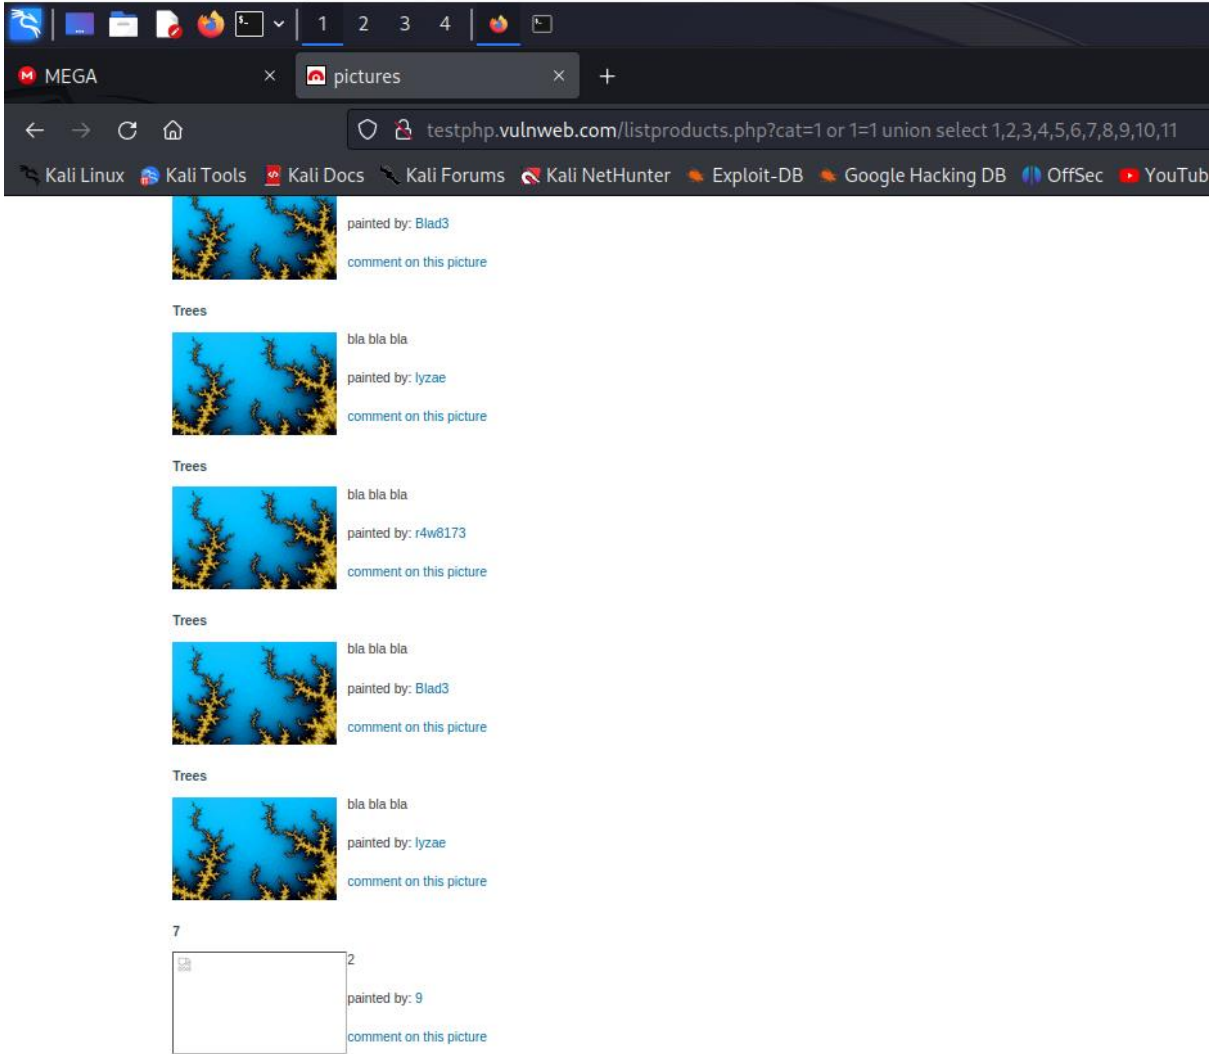 1 2 3 4
MEGA × pictures × +
testphp.vulnweb.com/listproducts.php?cat=1 or 1=1 union select 1,2,3,4,5,6,7,8,9,10,11
Kali Linux Kali Tools Kali Docs Kali Forums Kali NetHunter Exploit-DB Google Hacking DB OffSec YouTub
painted by: Blad3
comment on this picture
Trees
bla bla bla
painted by: lyzae
comment on this picture
Trees
bla bla bla
painted by: r4w8173
comment on this picture
Trees
bla bla bla
painted by: Blad3
comment on this picture
Trees
bla bla bla
painted by: lyzae
comment on this picture
7
2
painted by: 9
comment on this picture